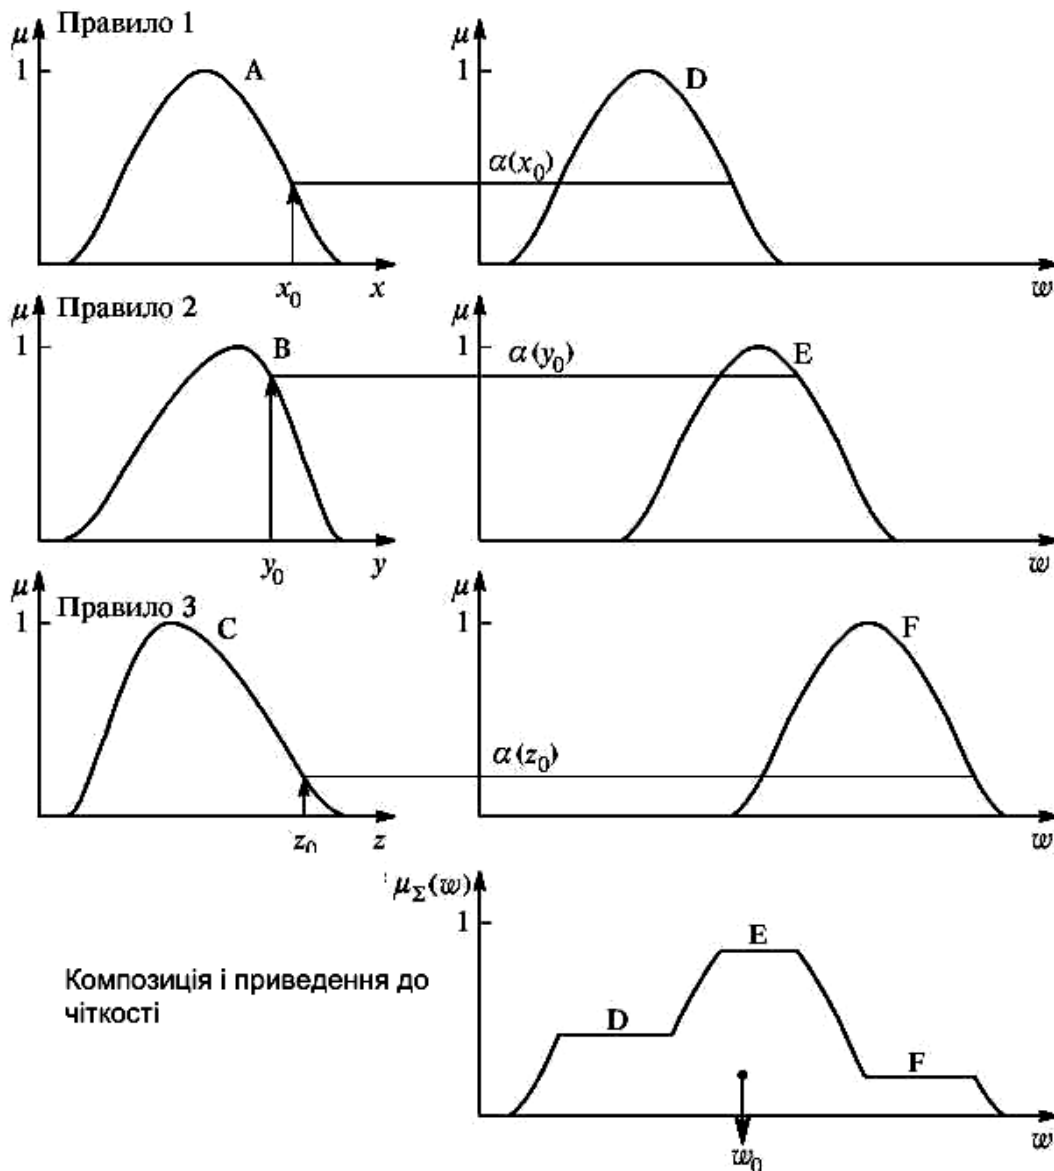 Правило 1
μ
1
A
x₀
x
μ
1
D
α(x₀)
w
Правило 2
μ
1
B
y₀
y
μ
1
E
α(y₀)
w
Правило 3
μ
1
C
z₀
z
μ
1
F
α(z₀)
w
Композиція і приведення до
чіткості
μΣ(w)
1
D
E
F
w₀
w